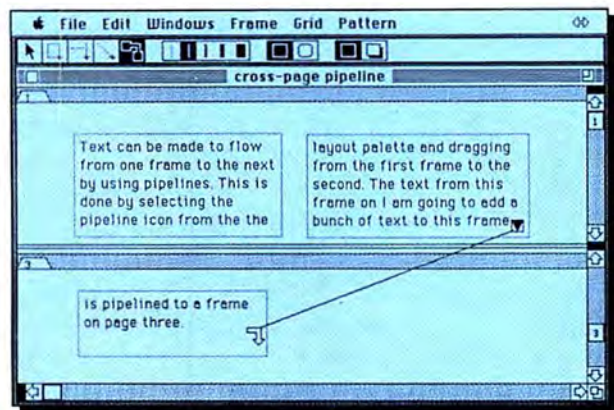 File Edit Windows Frame Grid Pattern
cross-page pipeline
1
1
Text can be made to flow
from one frame to the next
by using pipelines. This is
done by selecting the
pipeline icon from the the
layout palette and dragging
from the first frame to the
second. The text from this
frame on I am going to add a
bunch of text to this frame
3
is pipelined to a frame
on page three.
3